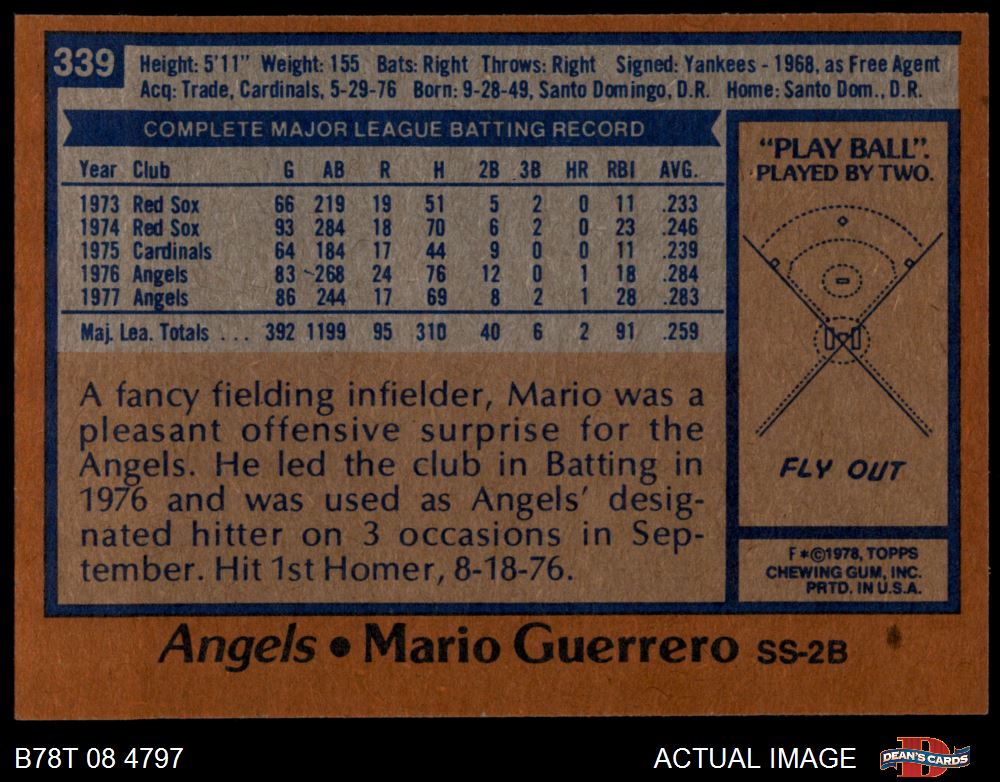 339
Height: 5'11" Weight: 155 Bats: Right Throws: Right Signed: Yankees - 1968, as Free Agent
Acq: Trade, Cardinals, 5-29-76 Born: 9-28-49, Santo Domingo, D.R. Home: Santo Dom., D.R.
COMPLETE MAJOR LEAGUE BATTING RECORD
Year Club G AB R H 2B 3B HR RBI AVG.
1973 Red Sox 66 219 19 51 5 2 0 11 .233
1974 Red Sox 93 284 18 70 6 2 0 23 .246
1975 Cardinals 64 184 17 44 9 0 0 11 .239
1976 Angels 83 268 24 76 12 0 1 18 .284
1977 Angels 86 244 17 69 8 2 1 28 .283
Maj. Lea. Totals ... 392 1199 95 310 40 6 2 91 .259
A fancy fielding infielder, Mario was a
pleasant offensive surprise for the
Angels. He led the club in Batting in
1976 and was used as Angels' desig-
nated hitter on 3 occasions in Sep-
tember. Hit 1st Homer, 8-18-76.
"PLAY BALL".
PLAYED BY TWO.
FLY OUT
F*©1978, TOPPS
CHEWING GUM, INC.
PRTD. IN U.S.A.
Angels • Mario Guerrero SS-2B
B78T 08 4797
ACTUAL IMAGE
D
DEAN'S CARDS